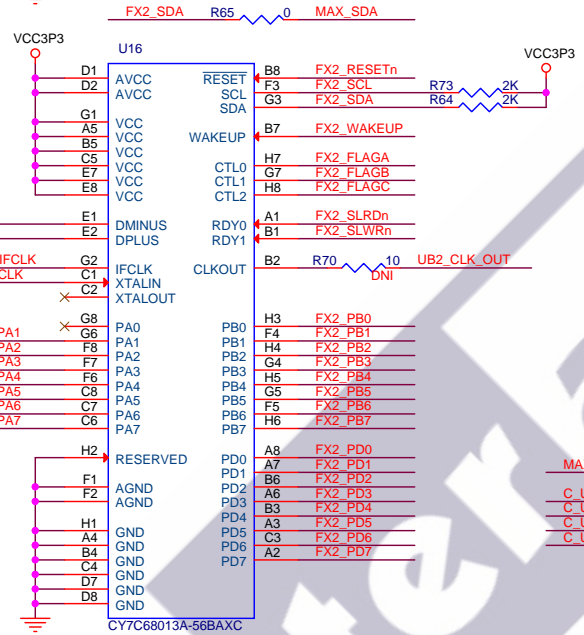 FX2_SDA R65 0 MAX_SDA
VCC3P3
U16
VCC3P3
D1 AVCC RESET B8 FX2_RESETn
D2 AVCC SCL F3 FX2_SCL R73 2K
SDA G3 FX2_SDA R64 2K
G1 VCC
A5 VCC WAKEUP B7 FX2_WAKEUP
B5 VCC
C5 VCC CTL0 H7 FX2_FLAGA
E7 VCC CTL1 G7 FX2_FLAGB
E8 VCC CTL2 H8 FX2_FLAGC
E1 DMINUS RDY0 A1 FX2_SLRDn
E2 DPLUS RDY1 B1 FX2_SLWRn
IFCLK G2 IFCLK CLKOUT B2 R70 10 UB2_CLK_OUT
CLK C1 XTALIN DNI
C2 XTALOUT
G8 PA0 PB0 H3 FX2_PB0
PA1 G6 PA1 PB1 F4 FX2_PB1
PA2 F8 PA2 PB2 H4 FX2_PB2
PA3 F7 PA3 PB3 G4 FX2_PB3
PA4 F6 PA4 PB4 H5 FX2_PB4
PA5 C8 PA5 PB5 G5 FX2_PB5
PA6 C7 PA6 PB6 F5 FX2_PB6
PA7 C6 PA7 PB7 H6 FX2_PB7
H2 RESERVED PD0 A8 FX2_PD0
PD1 A7 FX2_PD1 MA
F1 AGND PD2 B6 FX2_PD2
F2 AGND PD3 A6 FX2_PD3 C_U
PD4 B3 FX2_PD4 C_U
H1 GND PD5 A3 FX2_PD5 C_U
A4 GND PD6 C3 FX2_PD6 C_U
B4 GND PD7 A2 FX2_PD7
C4 GND
D7 GND
D8 GND
CY7C68013A-56BAXC